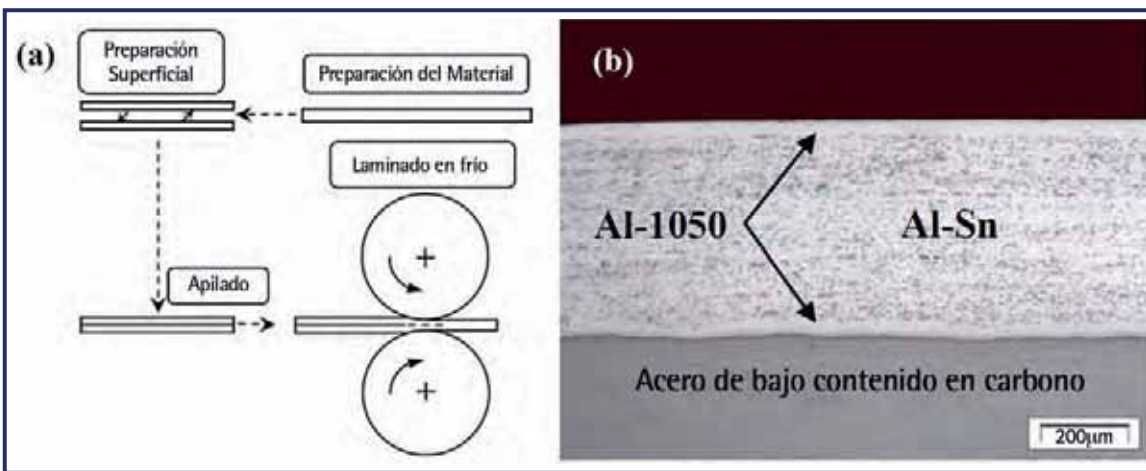 (a)
Preparación
Superficial
Preparación del Material
Laminado en frío
Apilado
(b)
Al-1050
Al-Sn
Acero de bajo contenido en carbono
200µm